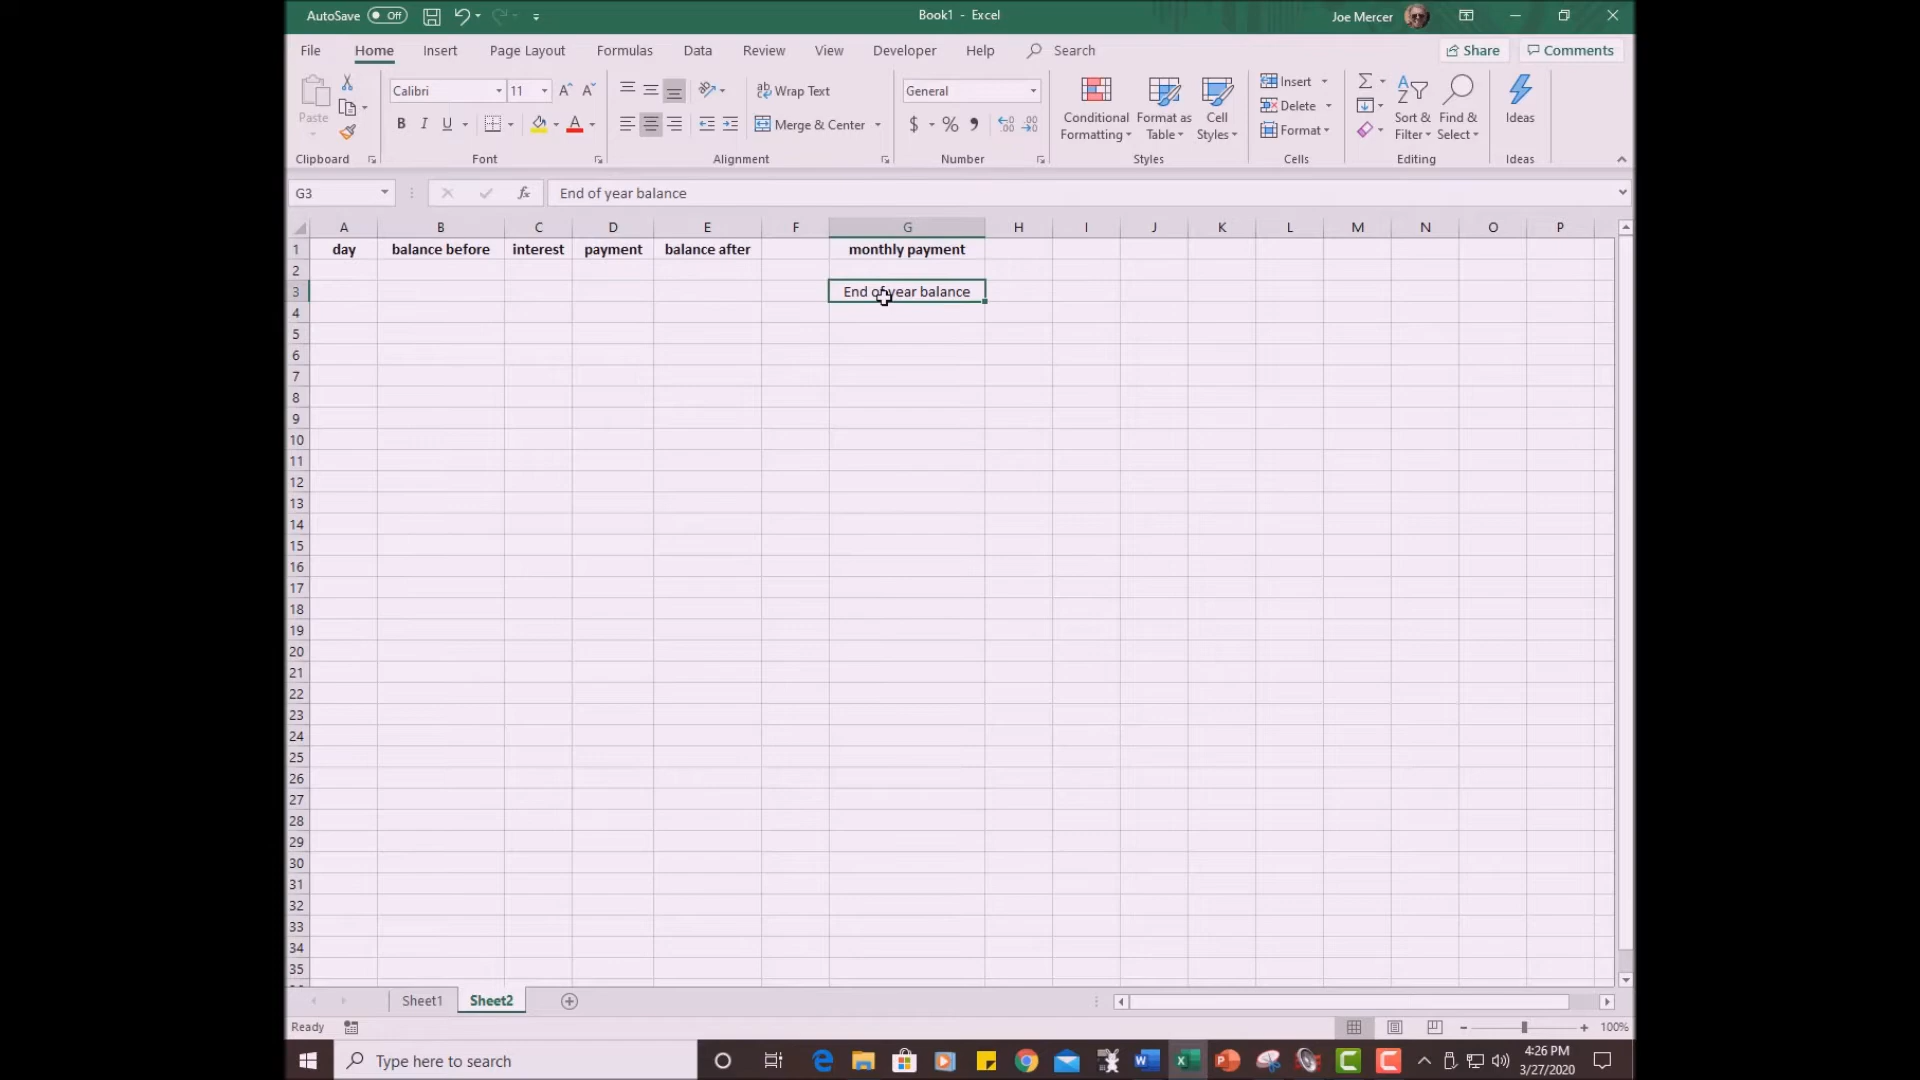 AutoSave Off Book1 - Excel Joe Mercer
File Home Insert Page Layout Formulas Data Review View Developer Help Search Share Comments
Paste
Calibri 11
B I U A
Wrap Text
Merge & Center
General
$ % ,
Conditional Formatting
Format as Table
Cell Styles
Insert
Delete
Format
Sort & Filter
Find & Select
Ideas
Clipboard Font Alignment Number Styles Cells Editing Ideas
G3 fx End of year balance
A B C D E F G H I J K L M N O P
1 day balance before interest payment balance after monthly payment
2
3 End of year balance
4
5
6
7
8
9
10
11
12
13
14
15
16
17
18
19
20
21
22
23
24
25
26
27
28
29
30
31
32
33
34
35
Sheet1 Sheet2
Ready 100%
Type here to search 4:26 PM
3/27/2020